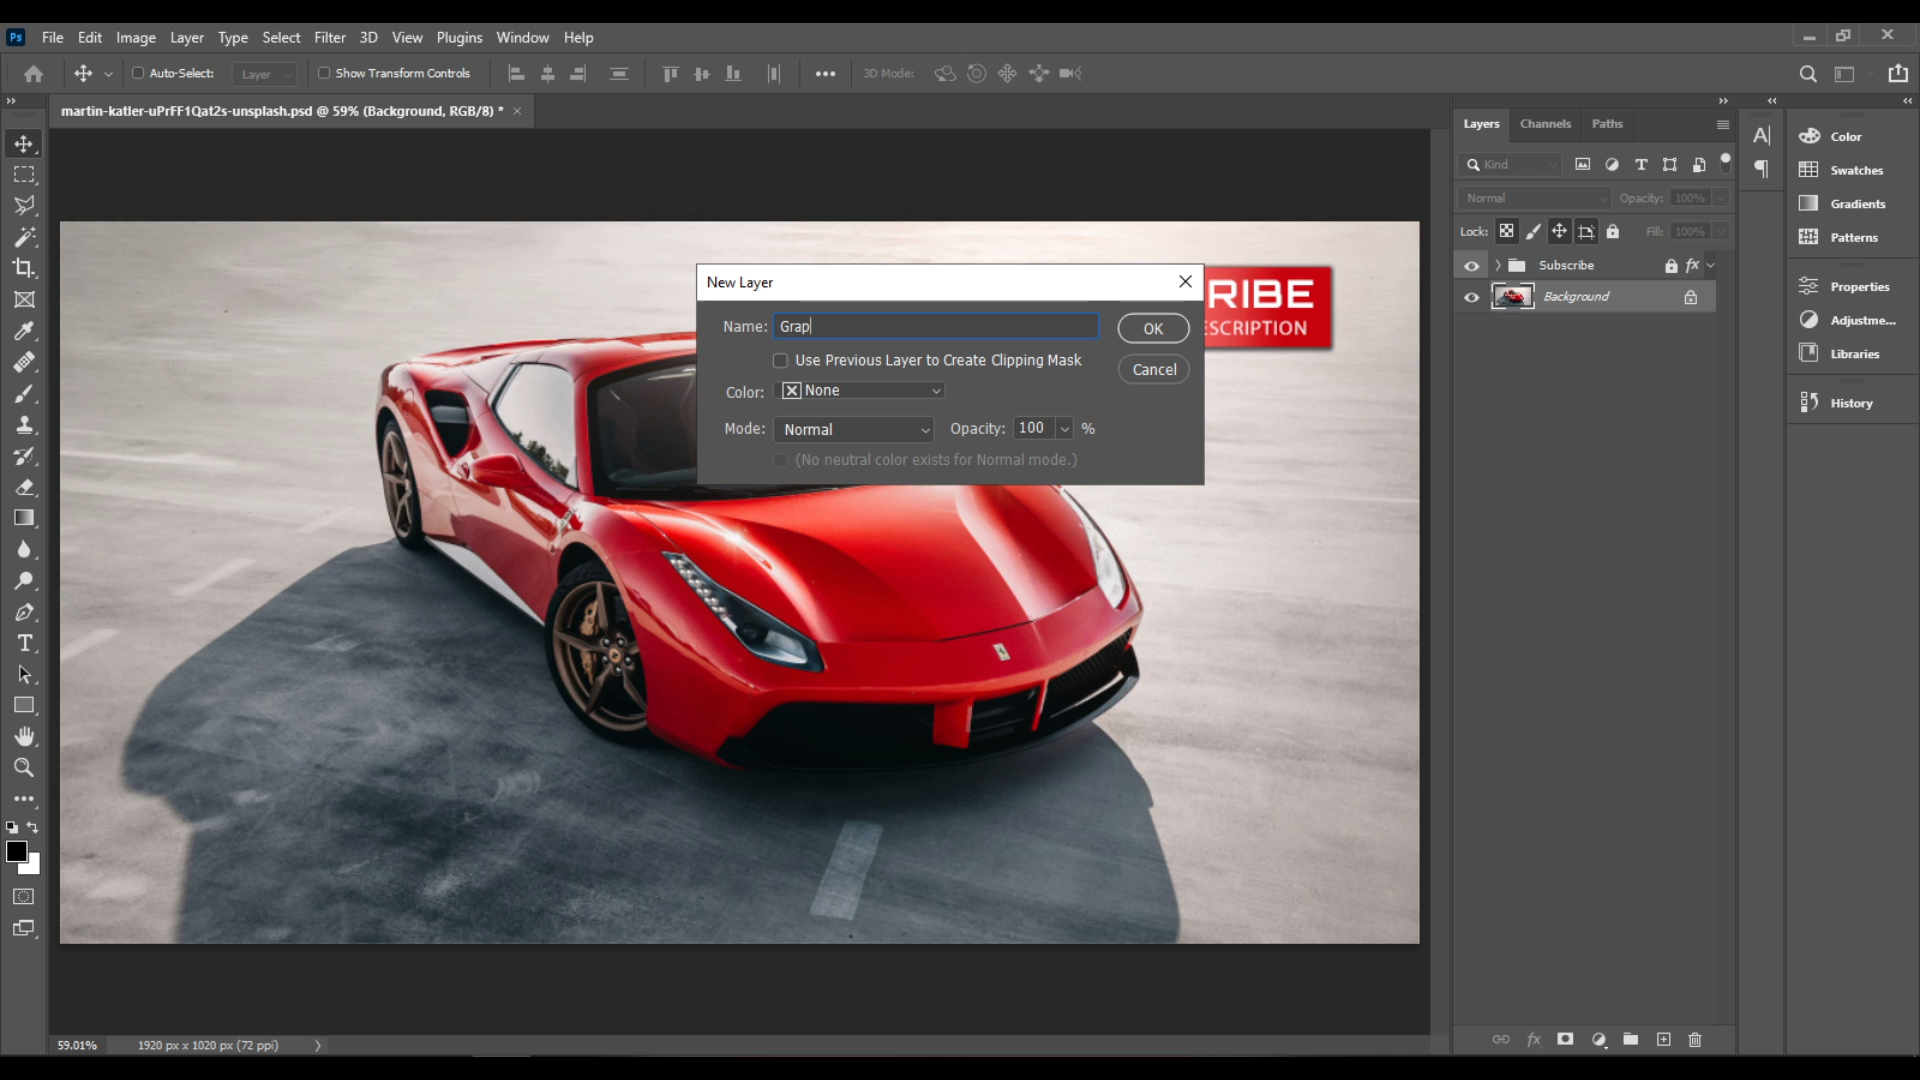 Ps File Edit Image Layer Type Select Filter 3D View Plugins Window Help
Auto-Select: Layer Show Transform Controls 3D Mode:
martin-katler-uPrFF1Qat2s-unsplash.psd @ 59% (Background, RGB/8) *
Layers Channels Paths
Kind
Normal Opacity: 100%
Lock: Fill: 100%
Subscribe fx
Background
Color
Swatches
Gradients
Patterns
Properties
Adjustme...
Libraries
History
New Layer
Name: Grap
OK
Use Previous Layer to Create Clipping Mask
Cancel
Color: None
Mode: Normal Opacity: 100 %
(No neutral color exists for Normal mode.)
RIBE
SCRIPTION
59.01% 1920 px x 1020 px (72 ppi)
fx